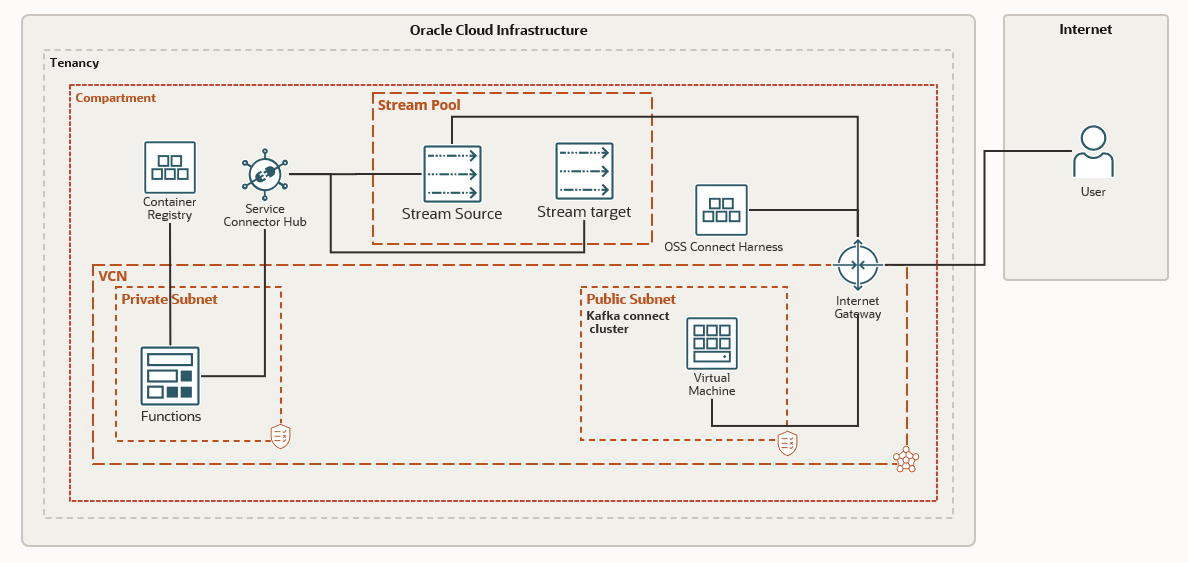 Oracle Cloud Infrastructure
Internet
Tenancy
Compartment
Stream Pool
Container
Registry
Service
Connector Hub
Stream Source
Stream target
OSS Connect Harness
User
VCN
Private Subnet
Public Subnet
Kafka connect
cluster
Internet
Gateway
Virtual
Machine
Functions